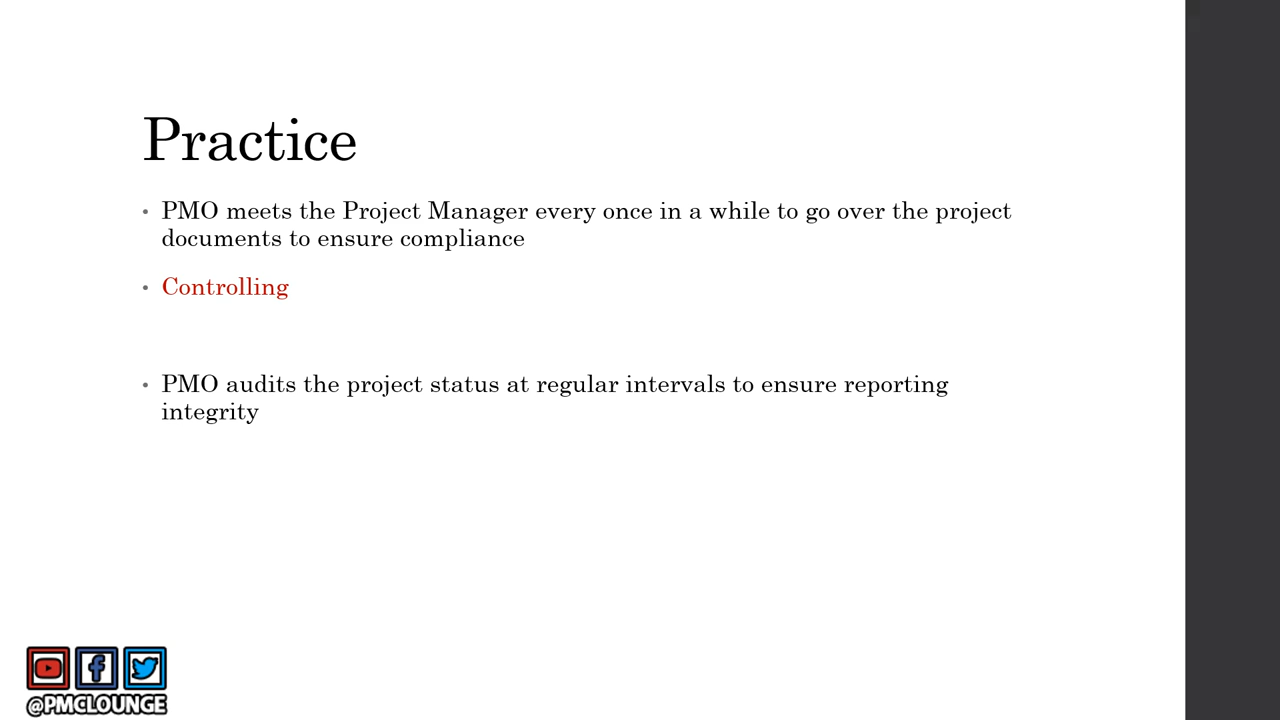 Practice
• PMO meets the Project Manager every once in a while to go over the project
documents to ensure compliance
• Controlling
• PMO audits the project status at regular intervals to ensure reporting
integrity
@PMCLOUNGE